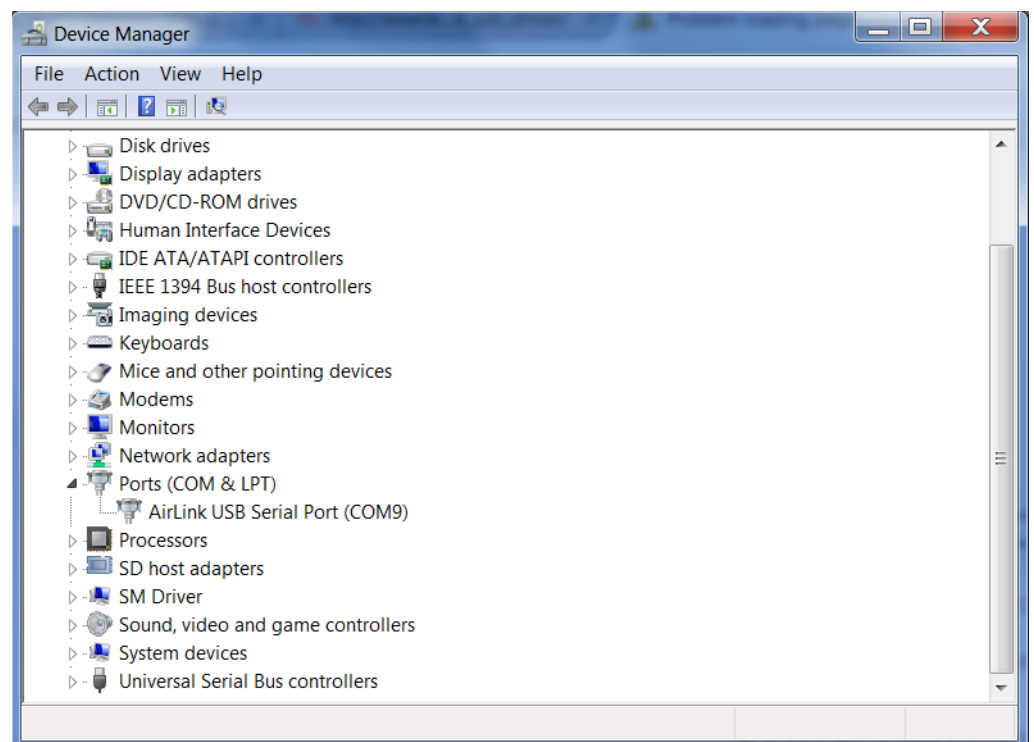 Device Manager
File Action View Help
Disk drives
Display adapters
DVD/CD-ROM drives
Human Interface Devices
IDE ATA/ATAPI controllers
IEEE 1394 Bus host controllers
Imaging devices
Keyboards
Mice and other pointing devices
Modems
Monitors
Network adapters
Ports (COM & LPT)
AirLink USB Serial Port (COM9)
Processors
SD host adapters
SM Driver
Sound, video and game controllers
System devices
Universal Serial Bus controllers